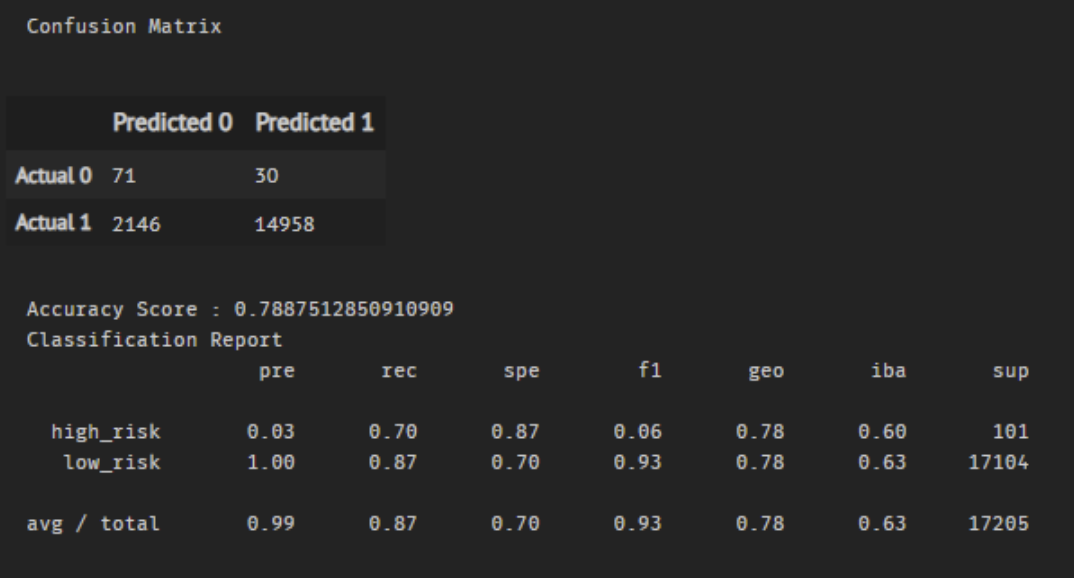 Confusion Matrix
Predicted 0 Predicted 1
Actual 0 71 30
Actual 1 2146 14958
Accuracy Score : 0.7887512850910909
Classification Report
pre rec spe f1 geo iba sup
high_risk 0.03 0.70 0.87 0.06 0.78 0.60 101
low_risk 1.00 0.87 0.70 0.93 0.78 0.63 17104
avg / total 0.99 0.87 0.70 0.93 0.78 0.63 17205